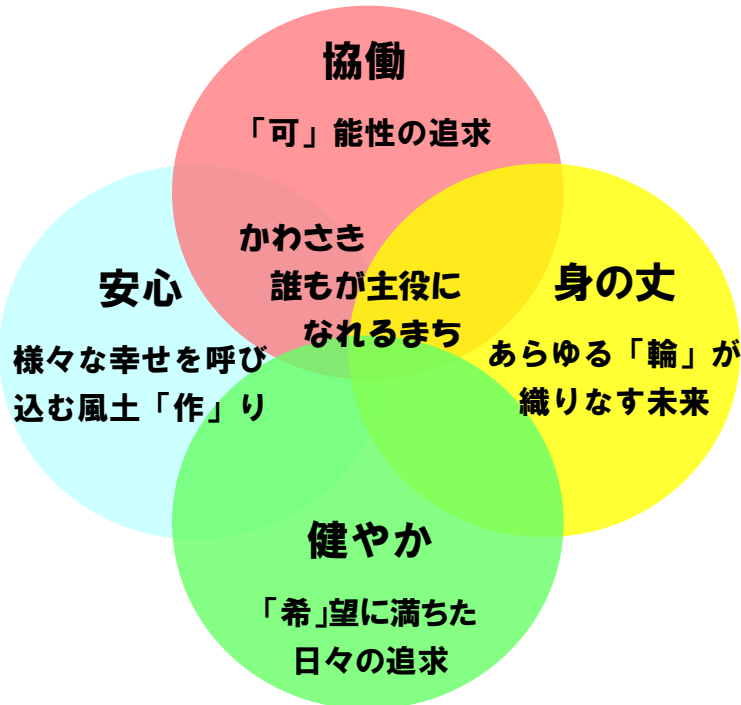 協働
「可」能性の追求
かわさき
誰もが主役に
なれるまち
安心
様々な幸せを呼び
込む風土「作」り
身の丈
あらゆる「輪」が
織りなす未来
健やか
「希」望に満ちた
日々の追求